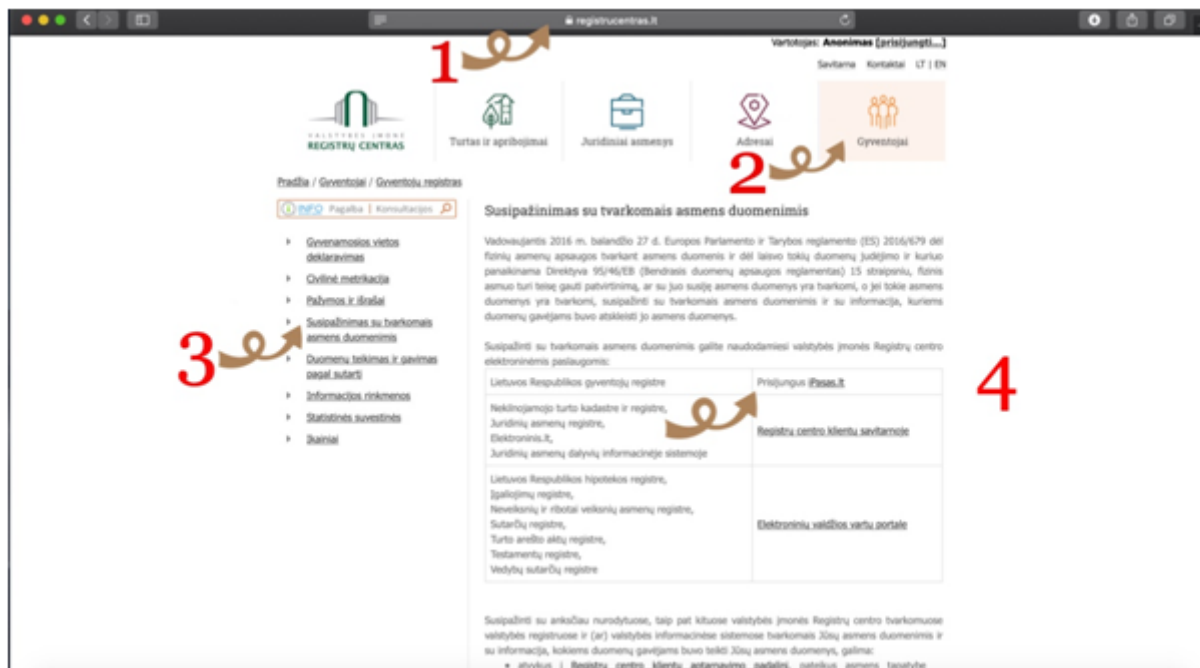 registrucentras.lt
1
Vartotojas: Anonimas [prisijungti...]
Savitarna Kontaktai LT | EN
VALSTYBĖS ĮMONĖ
REGISTRŲ CENTRAS
Turtas ir apribojimai
Juridiniai asmenys
Adresai
Gyventojai
2
Pradžia / Gyventojai / Gyventojų registras
INFO Pagalba | Konsultacijos
Gyvenamosios vietos
deklaravimas
Civilinė metrikacija
Pažymos ir išrašai
Susipažinimas su tvarkomais
asmens duomenimis
3
Duomenų teikimas ir gavimas
pagal sutartį
Informacijos rinkmenos
Statistinės suvestinės
Įkainiai
Susipažinimas su tvarkomais asmens duomenimis
Vadovaujantis 2016 m. balandžio 27 d. Europos Parlamento ir Tarybos reglamento (ES) 2016/679 dėl
fizinių asmenų apsaugos tvarkant asmens duomenis ir dėl laisvo tokių duomenų judėjimo ir kuriuo
panaikinama Direktyva 95/46/EB (Bendrasis duomenų apsaugos reglamentas) 15 straipsniu, fizinis
asmuo turi teisę gauti patvirtinimą, ar su juo susiję asmens duomenys yra tvarkomi, o jei tokie asmens
duomenys yra tvarkomi, susipažinti su tvarkomais asmens duomenimis ir su informacija, kuriems
duomenų gavėjams buvo atskleisti jo asmens duomenys.
Susipažinti su tvarkomais asmens duomenimis galite naudodamiesi valstybės įmonės Registrų centro
elektroninėmis paslaugomis:
Lietuvos Respublikos gyventojų registre
Prisijungus iPasas.lt
4
Nekilnojamojo turto kadastre ir registre,
Juridinių asmenų registre,
Elektroninis.lt,
Juridinių asmenų dalyvių informacinėje sistemoje
Registrų centro klientų savitarnoje
Lietuvos Respublikos hipotekos registre,
Įgaliojimų registre,
Neveiksnių ir ribotai veiksnių asmenų registre,
Sutarčių registre,
Turto arešto aktų registre,
Testamentų registre,
Vedybų sutarčių registre
Elektroninių valdžios vartų portale
Susipažinti su anksčiau nurodytuose, taip pat kituose valstybės įmonės Registrų centro tvarkomuose
valstybės registruose ir (ar) valstybės informacinėse sistemose tvarkomais Jūsų asmens duomenimis ir
su informacija, kokiems duomenų gavėjams buvo teikti Jūsų asmens duomenys, galima:
atvykus į Registrų centro klientų aptarnavimo padalinį, pateikus asmens tapatybę